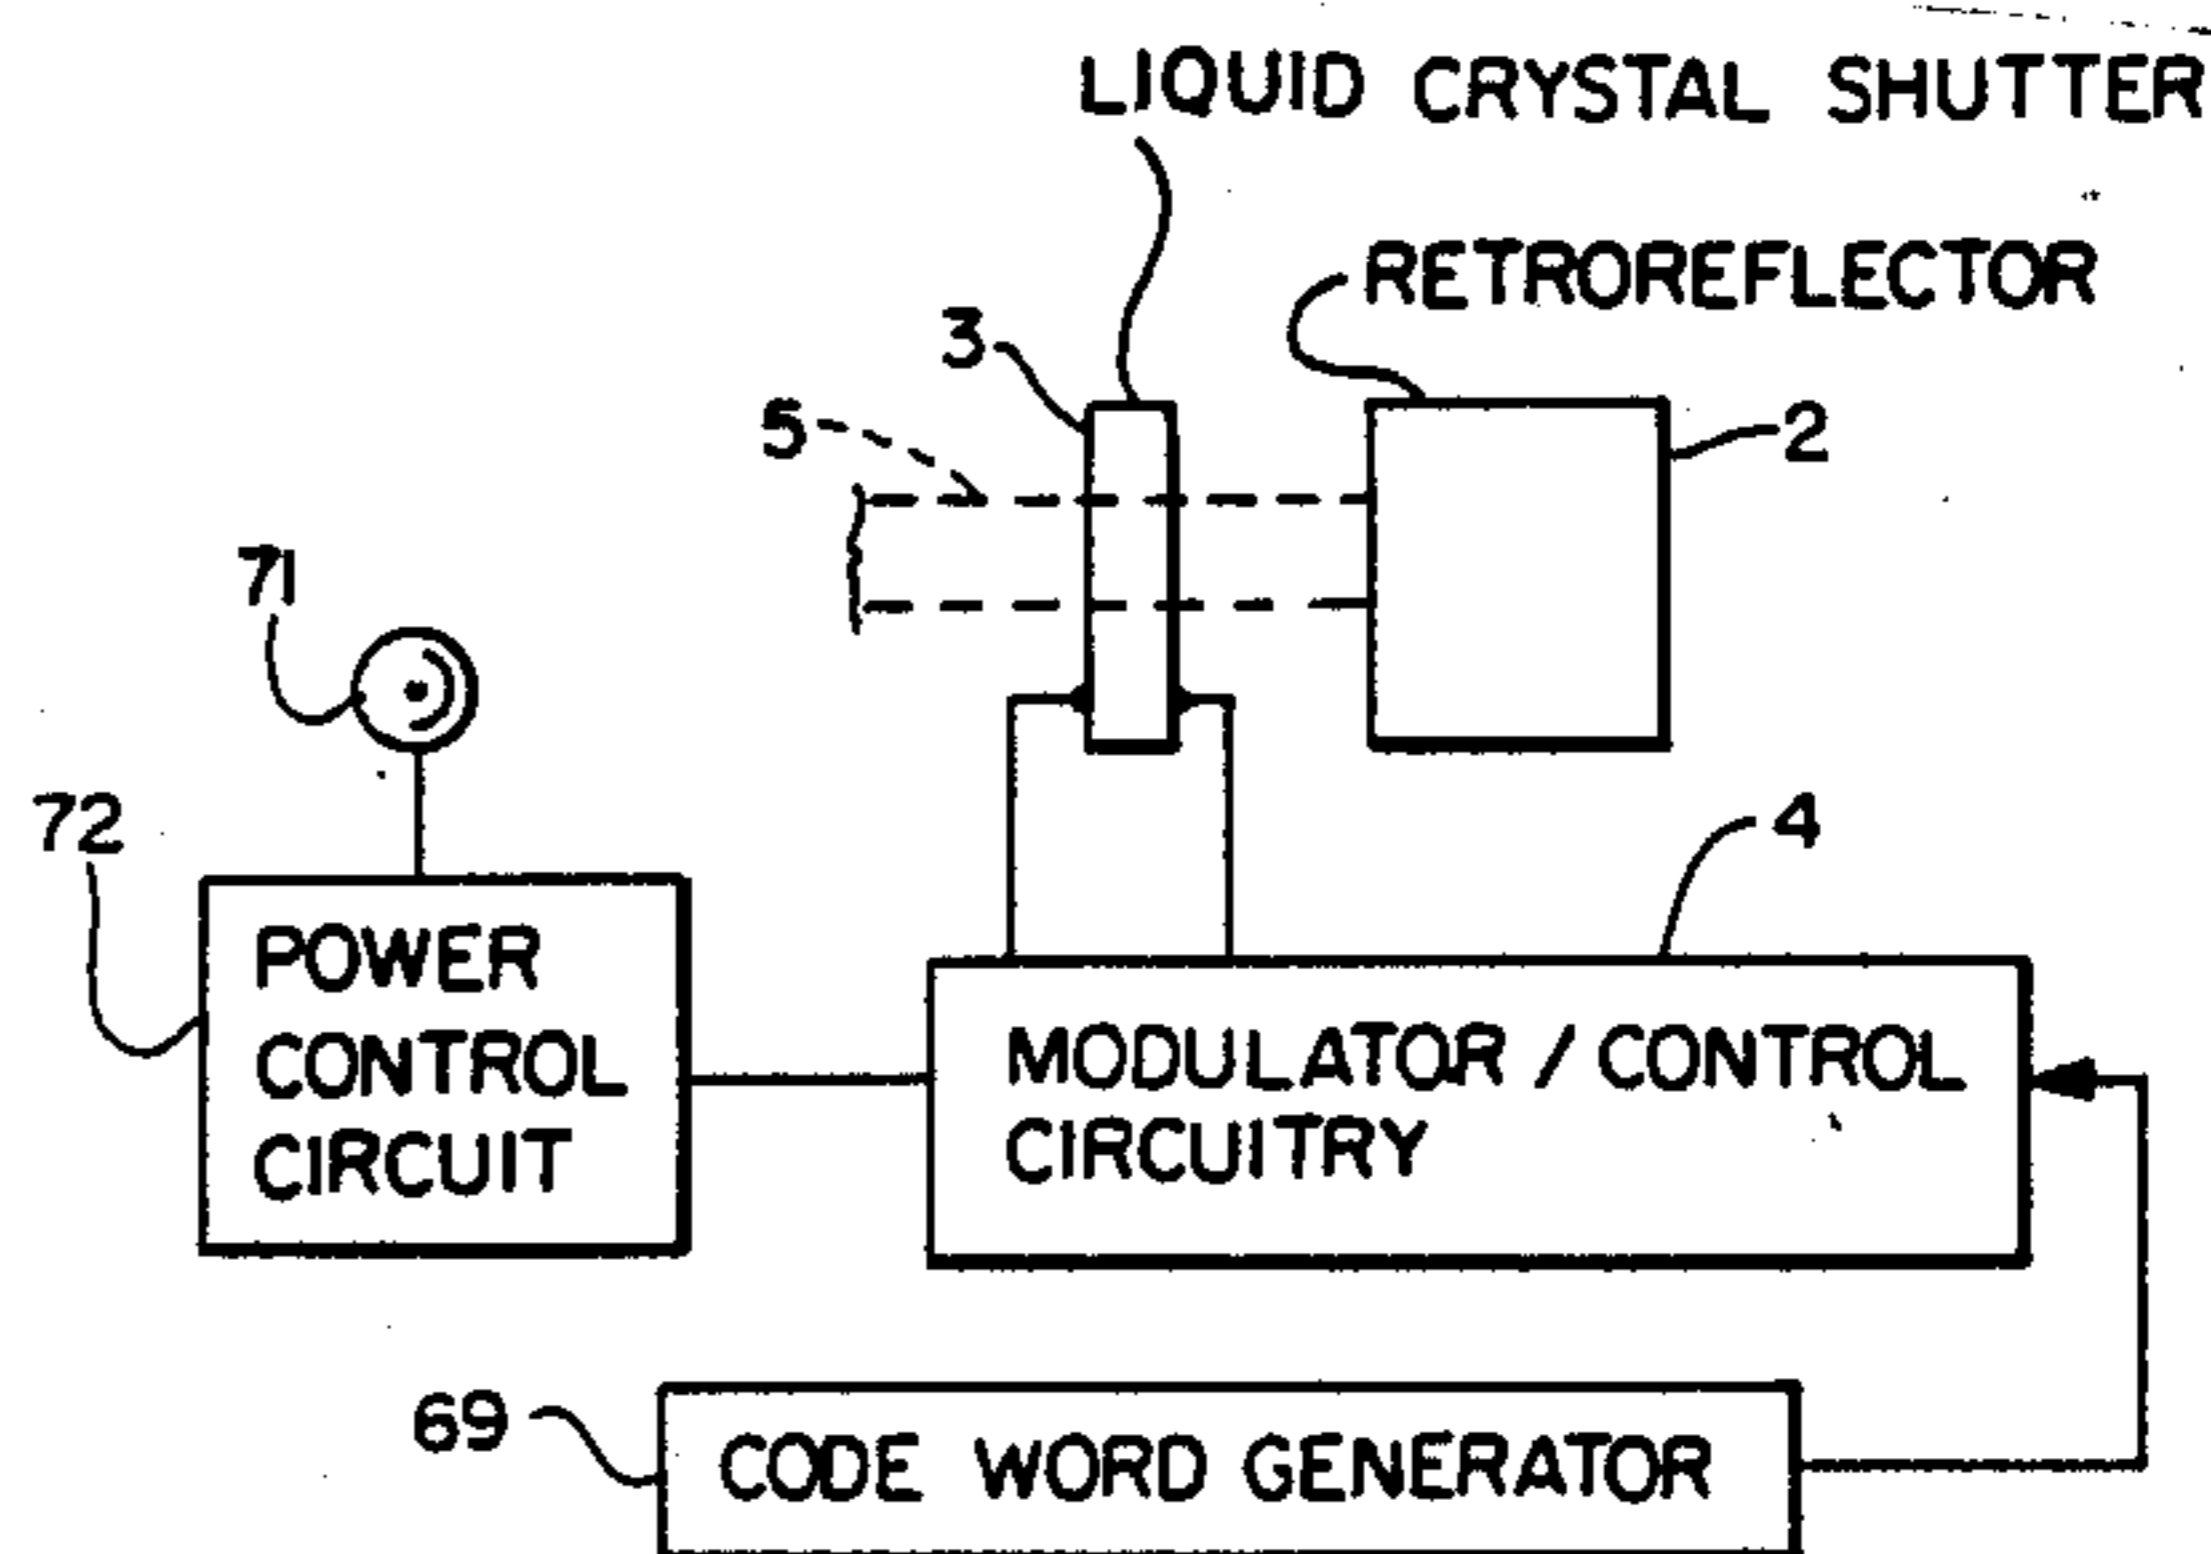 LIQUID CRYSTAL SHUTTER
RETROREFLECTOR
3
5
2
71
72
4
POWER
CONTROL
CIRCUIT
MODULATOR / CONTROL
CIRCUITRY
69
CODE WORD GENERATOR